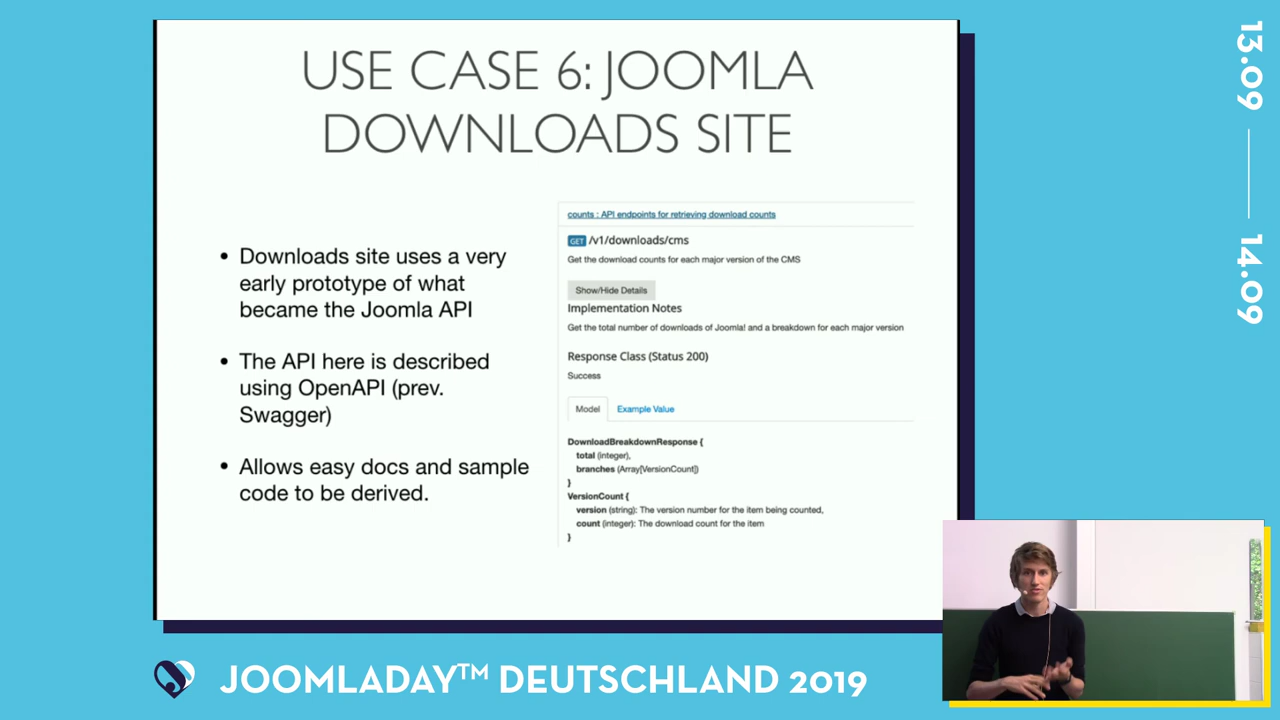 USE CASE 6: JOOMLA
DOWNLOADS SITE
• Downloads site uses a very
early prototype of what
became the Joomla API
• The API here is described
using OpenAPI (prev.
Swagger)
• Allows easy docs and sample
code to be derived.
counts : API endpoints for retrieving download counts
GET /v1/downloads/cms
Get the download counts for each major version of the CMS
Show/Hide Details
Implementation Notes
Get the total number of downloads of Joomla! and a breakdown for each major version
Response Class (Status 200)
Success
Model Example Value
DownloadBreakdownResponse {
total (integer),
branches (Array[VersionCount])
}
VersionCount {
version (string): The version number for the item being counted,
count (integer): The download count for the item
}
13.09
14.09
JOOMLADAY™ DEUTSCHLAND 2019